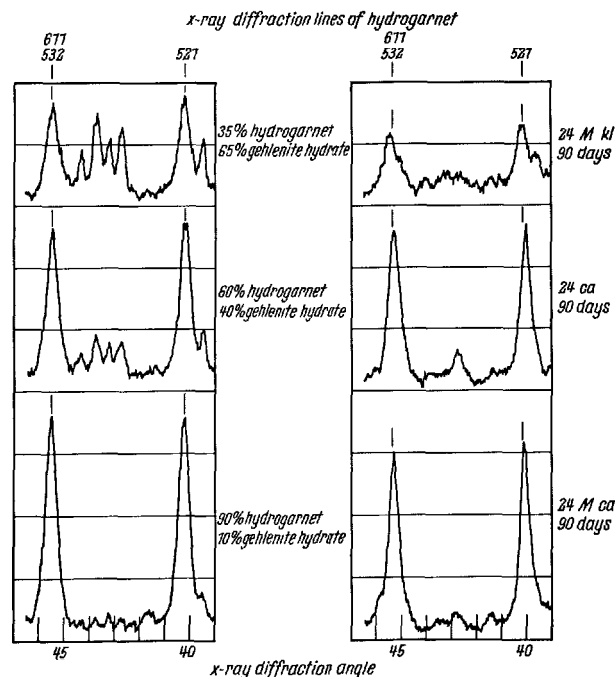 x-ray diffraction lines of hydrogarnet
611
532
521
611
532
521
35% hydrogarnet
65% gehlenite hydrate
24 M kl
90 days
60% hydrogarnet
40% gehlenite hydrate
24 ca
90 days
90% hydrogarnet
10% gehlenite hydrate
24 M ca
90 days
45
40
45
40
x-ray diffraction angle